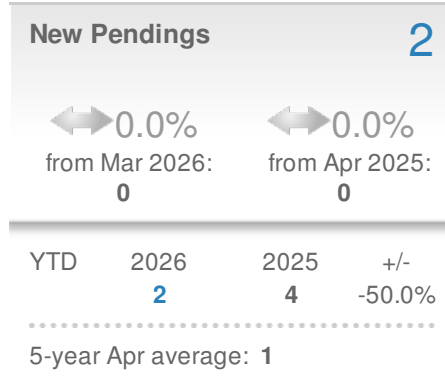 New Pendings 2
0.0% 0.0%
from Mar 2026: from Apr 2025:
0 0
YTD 2026 2025 +/-
2 4 -50.0%
5-year Apr average: 1